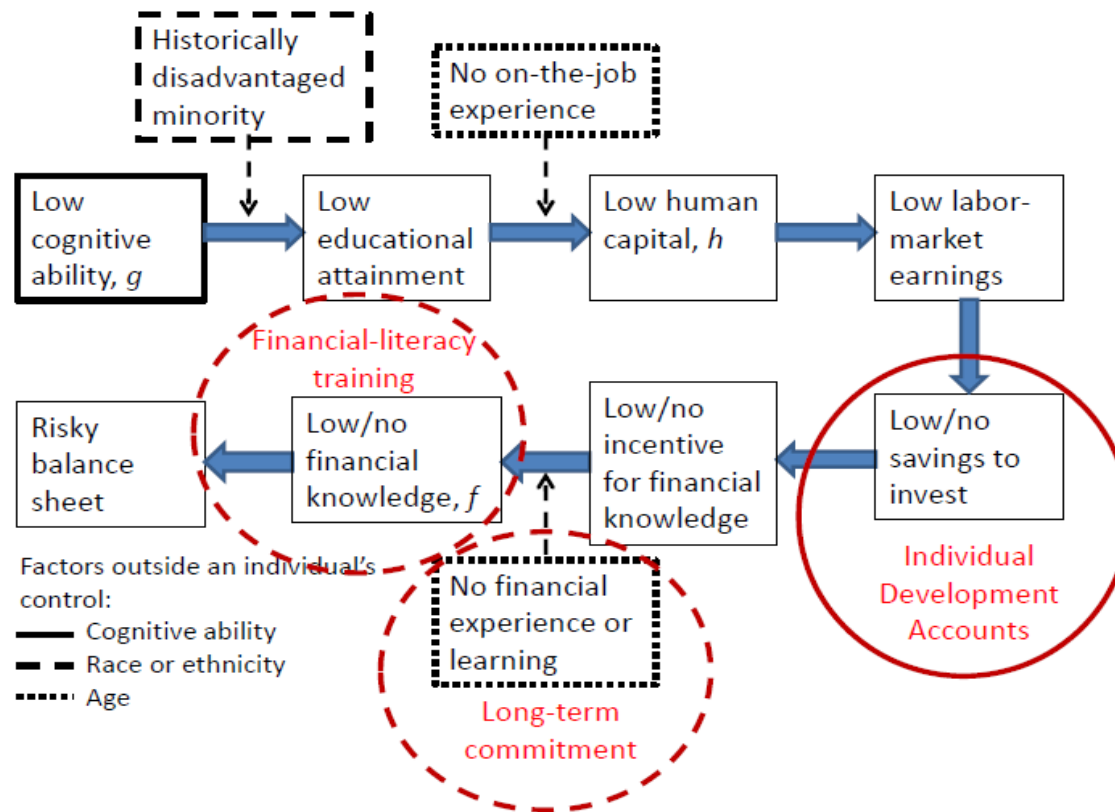 Historically
disadvantaged
minority
No on-the-job
experience
Low
cognitive
ability, g
Low
educational
attainment
Low human
capital, h
Low labor-
market
earnings
Financial-literacy
training
Risky
balance
sheet
Low/no
financial
knowledge, f
Low/no
incentive
for financial
knowledge
Low/no
savings to
invest
Individual
Development
Accounts
No financial
experience or
learning
Long-term
commitment
Factors outside an individual's
control:
Cognitive ability
Race or ethnicity
Age